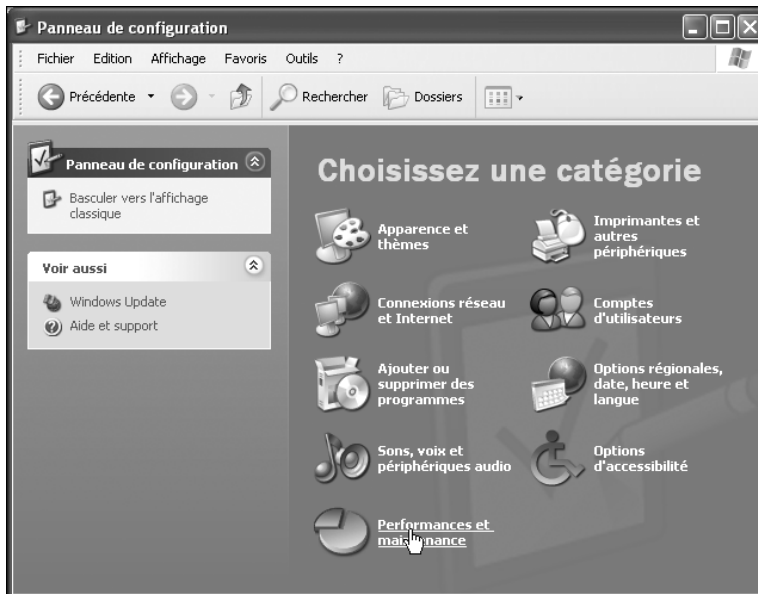 Panneau de configuration
Fichier Edition Affichage Favoris Outils ?
Précédente Rechercher Dossiers
Panneau de configuration
Basculer vers l'affichage
classique
Voir aussi
Windows Update
Aide et support
Choisissez une catégorie
Apparence et
thèmes
Imprimantes et
autres
périphériques
Connexions réseau
et Internet
Comptes
d'utilisateurs
Ajouter ou
supprimer des
programmes
Options régionales,
date, heure et
langue
Sons, voix et
périphériques audio
Options
d'accessibilité
Performances et
maintenance